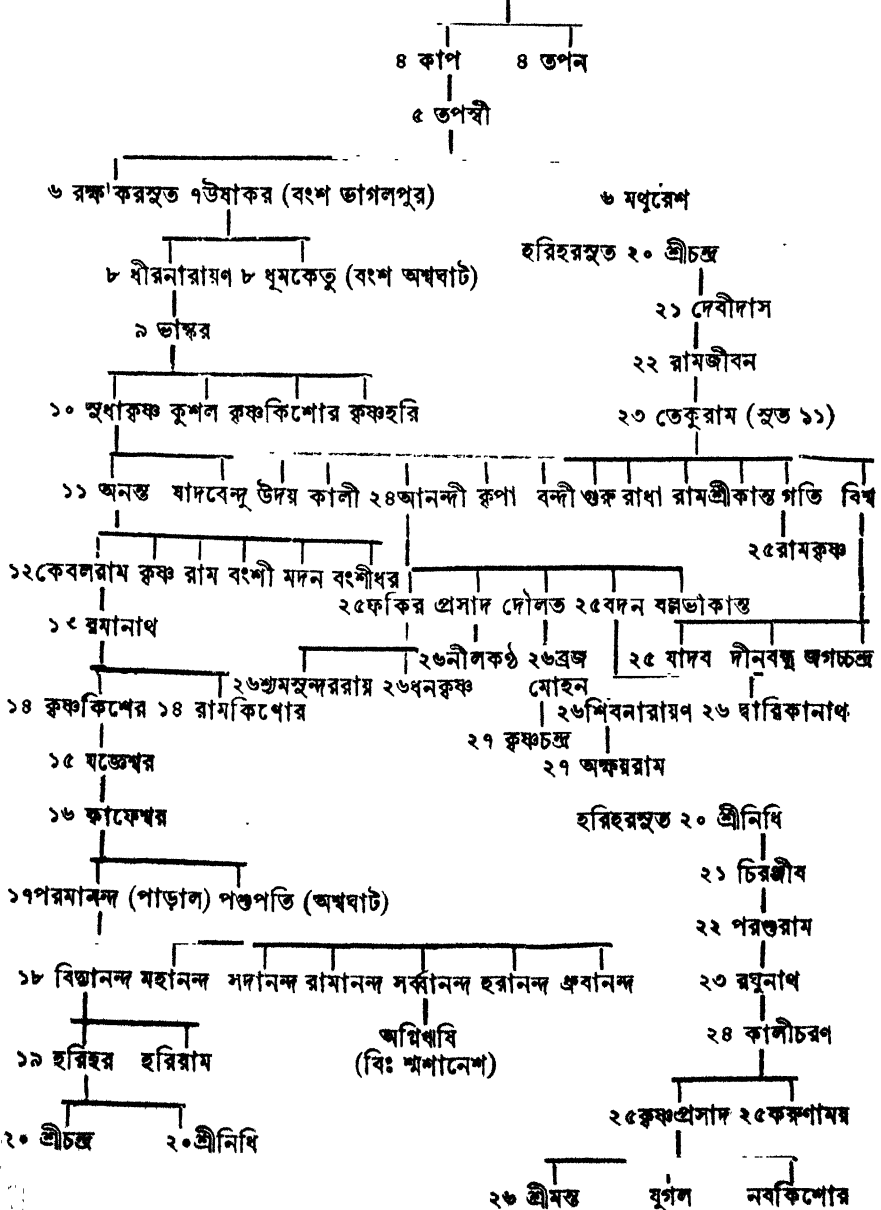 ৪ কাপ ৪ তপন
৫ তপস্বী
৬ রক্ষাকরসুত ৭উষাকর (বংশ ভাগলপুর) ৬ মথুরেশ
হরিহরসুত ২০ শ্রীচন্দ্র
৮ ধীরনারায়ণ ৮ ধূমকেতু (বংশ অশ্বঘাট)
২১ দেবীদাস
৯ ভাস্কর
২২ রামজীবন
১০ সুধাকৃষ্ণ কুশল কৃষ্ণকিশোর কৃষ্ণহরি ২৩ তেকুরাম (সুত ১১)
১১ অনন্ত যাদবেন্দু উদয় কালী ২৪আনন্দী কৃপা বন্দী গুরু রাধা রাম শ্রীকান্ত গতি বিশ্ব
২৫রামকৃষ্ণ
১২কেবলরাম কৃষ্ণ রাম বংশী মদন বংশীধর
২৫ফকির প্রসাদ দৌলত ২৫বদন বল্লভাকান্ত
১৩ রমানাথ
২৬নীলকণ্ঠ ২৬ব্রজ ২৫ যাদব দীনবন্ধু জগচ্চন্দ্র
২৬শ্যামসুন্দররায় ২৬ধনকৃষ্ণ মোহন
১৪ কৃষ্ণকিশের ১৪ রামকিশোর ২৬শিবনারায়ণ ২৬ দ্বারিকানাথ
২৭ কৃষ্ণচন্দ্র
১৫ যজ্ঞেশ্বর ২৭ অক্ষয়রাম
১৬ কাফেশ্বর হরিহরসুত ২০ শ্রীনিধি
২১ চিরঞ্জীব
১৭পরমানন্দ (পাড়াল) পশুপতি (অশ্বঘাট)
২২ পরশুরাম
১৮ বিদ্যানন্দ মহানন্দ সদানন্দ রামানন্দ সর্ব্বানন্দ হরানন্দ ধ্রুবানন্দ ২৩ রঘুনাথ
অগ্নিঋষি ২৪ কালীচরণ
১৯ হরিহর হরিরাম (বিঃ শ্মশানেশ)
২৫কৃষ্ণপ্রসাদ ২৫করুণাময়
২০ শ্রীচন্দ্র ২০শ্রীনিধি
২৬ শ্রীমন্ত যুগল নবকিশোর